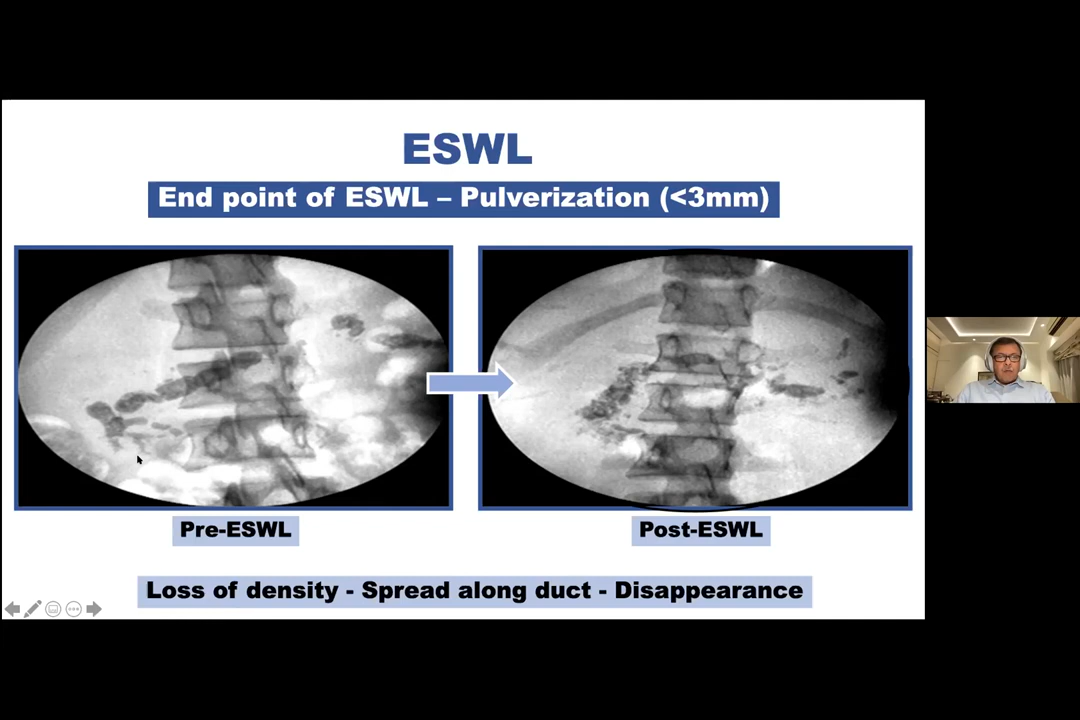 ESWL
End point of ESWL – Pulverization (<3mm)
Pre-ESWL
Post-ESWL
Loss of density - Spread along duct - Disappearance